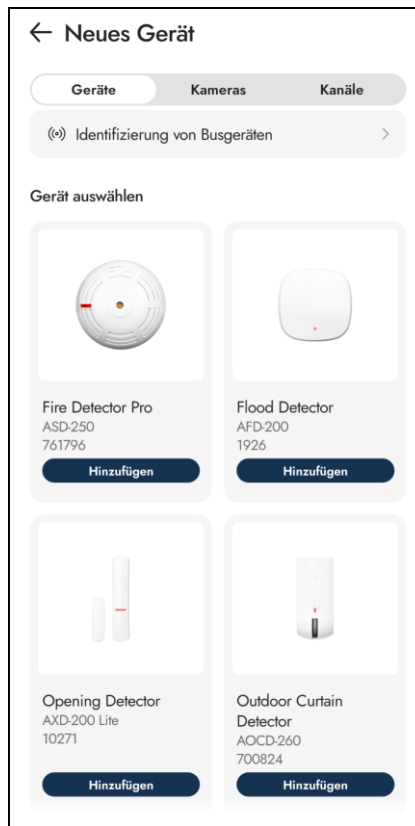 ← Neues Gerät
Geräte Kameras Kanäle
Identifizierung von Busgeräten
Gerät auswählen
Fire Detector Pro
ASD-250
761796
Hinzufügen
Flood Detector
AFD-200
1926
Hinzufügen
Opening Detector
AXD-200 Lite
10271
Hinzufügen
Outdoor Curtain
Detector
AOCD-260
700824
Hinzufügen